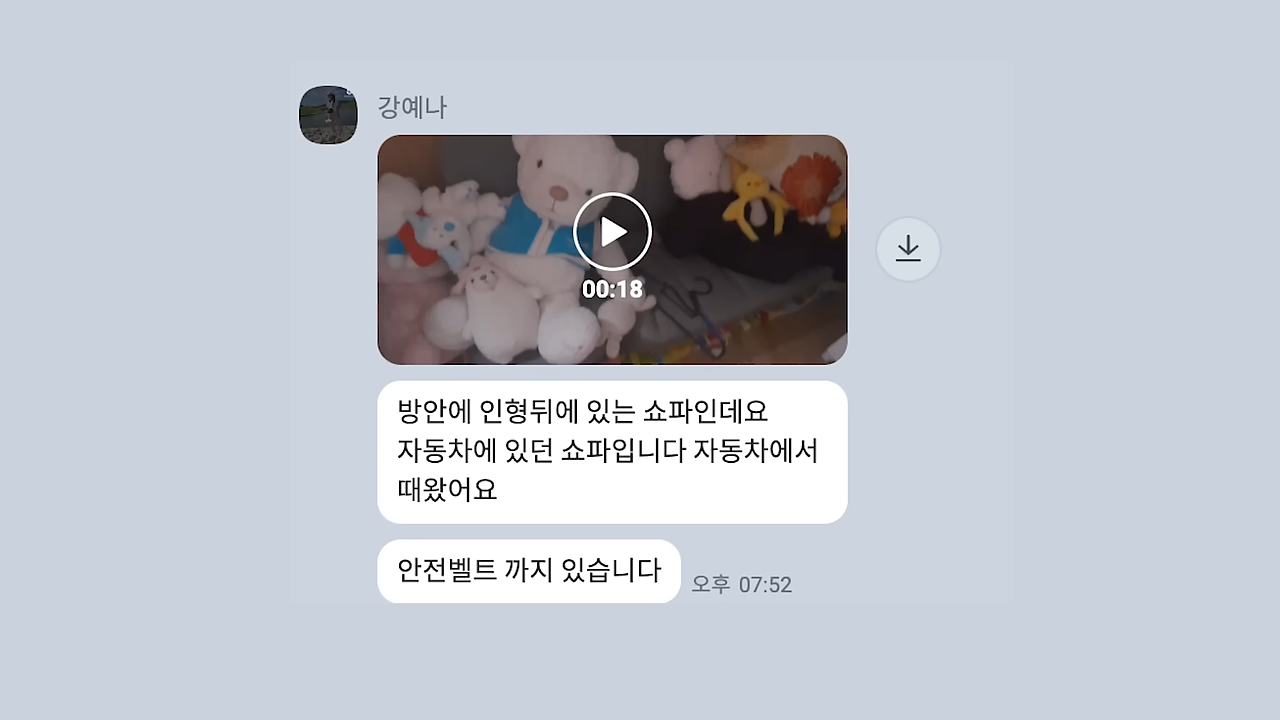 강예나
00:18
방안에 인형뒤에 있는 쇼파인데요
자동차에 있던 쇼파입니다 자동차에서
때왔어요
안전벨트 까지 있습니다
오후 07:52